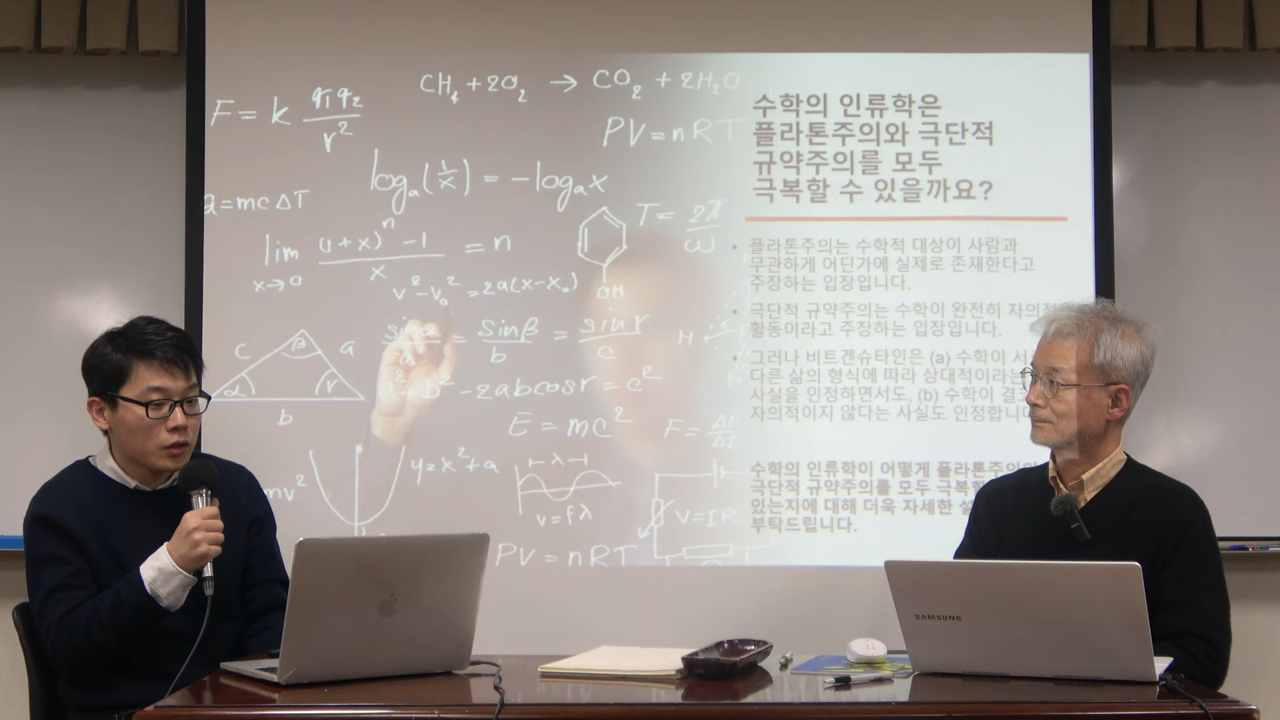 F = k q₁q₂ / r²
CH₄ + 2O₂ → CO₂ + 2H₂O
PV = nRT
logₐ(1/x) = -logₐx
a = mcΔT
T = 2π / ω
lim x→0 (1+x)ⁿ - 1 / x = n
v² - v₀² = 2a(x-x₀)
OH
sin α / a = sin β / b = sin γ / c
H
c β a
α γ
b
a² + b² - 2abcosr = c²
E = mc²
F =
y = x² + a
mv²
λ
v = fλ
V = IR
PV = nRT
수학의 인류학은
플라톤주의와 극단적
규약주의를 모두
극복할 수 있을까요?
• 플라톤주의는 수학적 대상이 사람과
무관하게 어딘가에 실제로 존재한다고
주장하는 입장입니다.
• 극단적 규약주의는 수학이 완전히 자의적
활동이라고 주장하는 입장입니다.
• 그러나 비트겐슈타인은 (a) 수학이 서
다른 삶의 형식에 따라 상대적이라
사실을 인정하면서도, (b) 수학이 결
자의적이지 않다는 사실도 인정합니
수학의 인류학이 어떻게 플라톤주의
극단적 규약주의를 모두 극복
있는지에 대해 더욱 자세한
부탁드립니다.
SAMSUNG